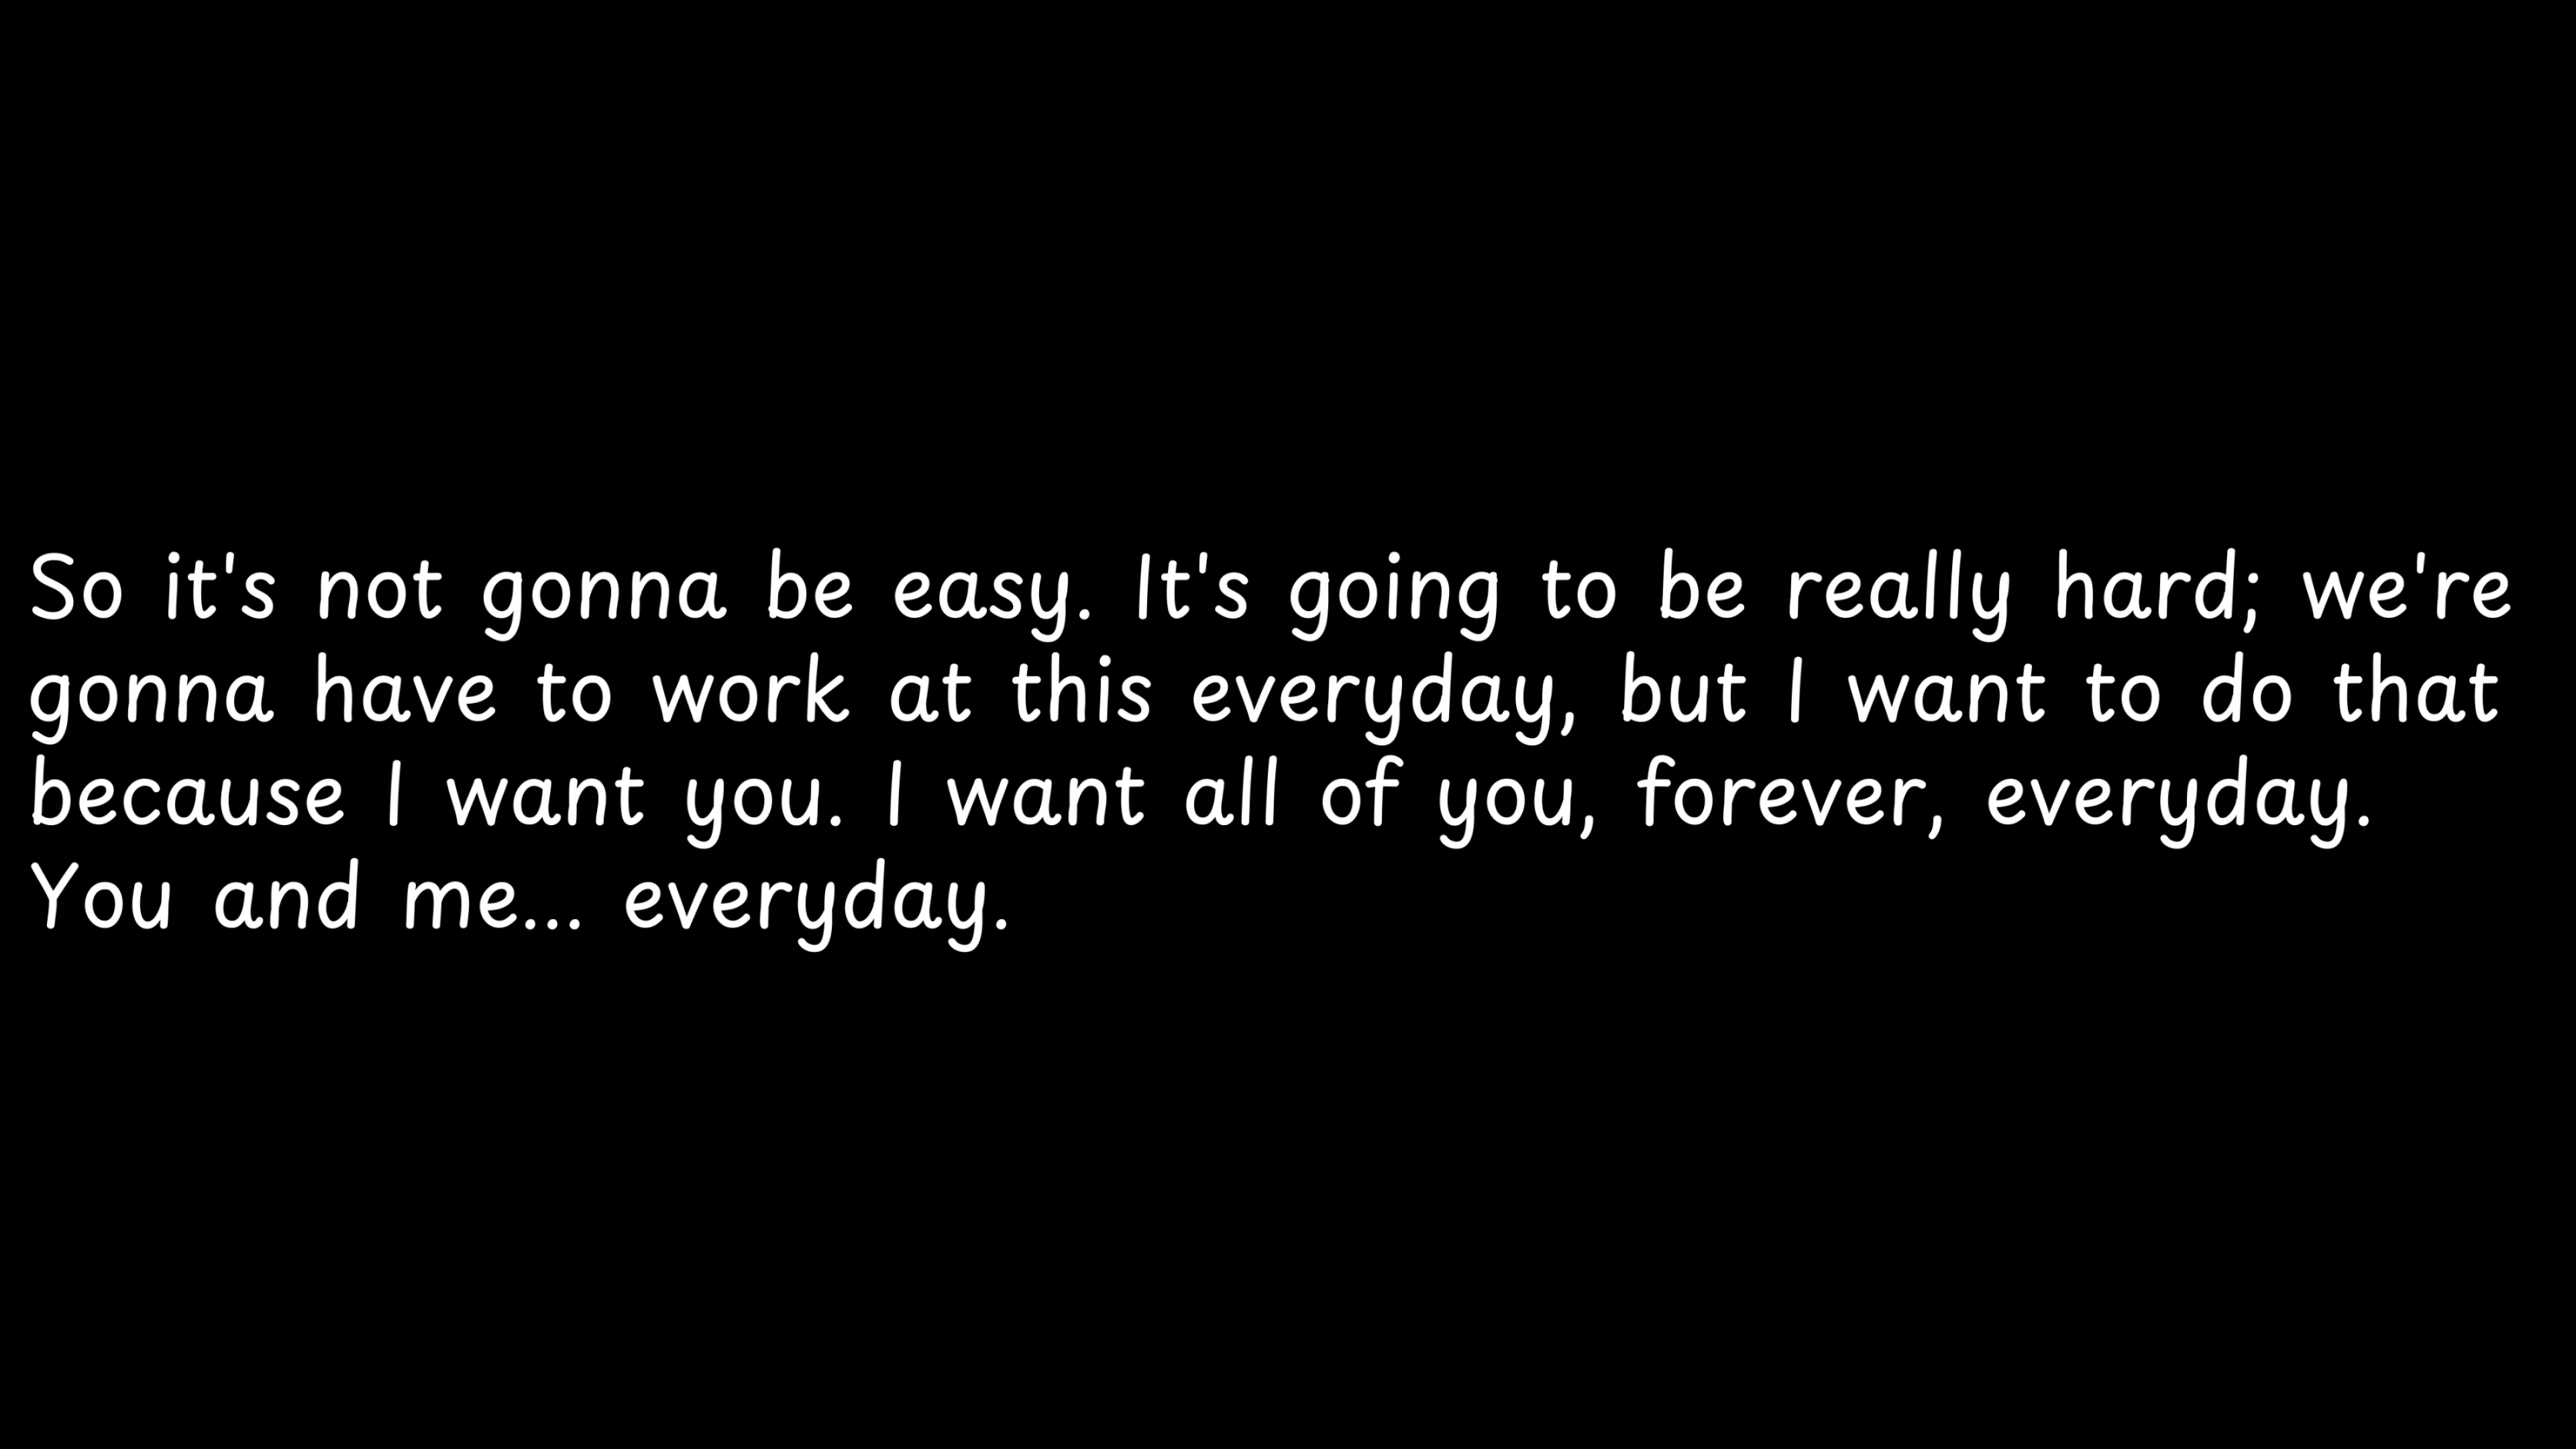 So it's not gonna be easy. It's going to be really hard; we're
gonna have to work at this everyday, but I want to do that
because I want you. I want all of you, forever, everyday.
You and me... everyday.